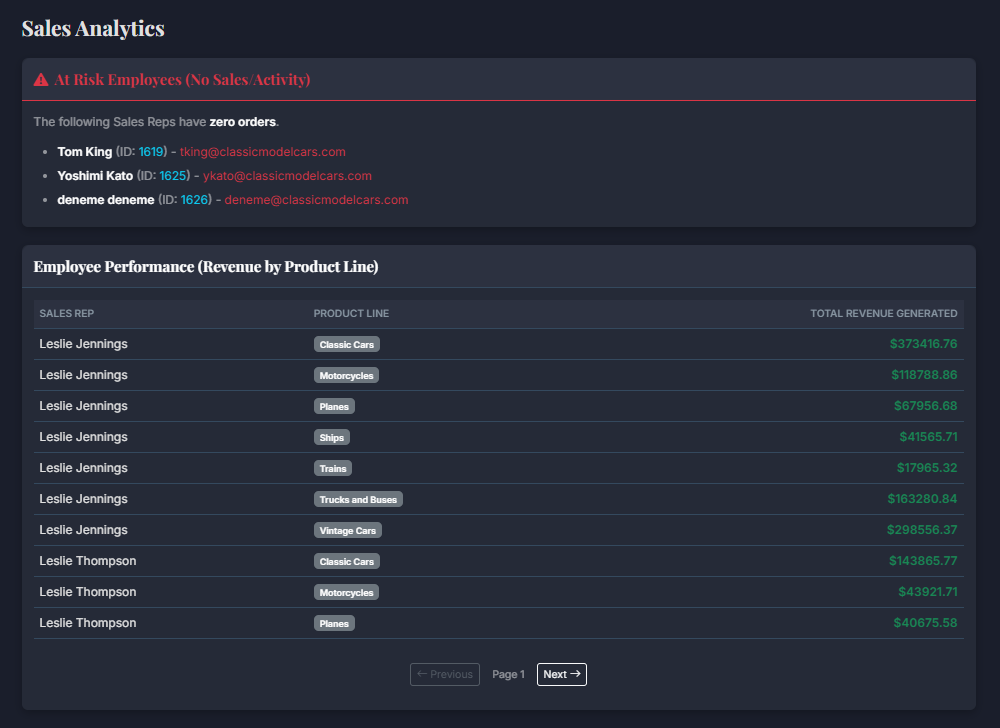 Sales Analytics
At Risk Employees (No Sales/Activity)
The following Sales Reps have zero orders.
• Tom King (ID: 1619) - tking@classicmodelcars.com
• Yoshimi Kato (ID: 1625) - ykato@classicmodelcars.com
• deneme deneme (ID: 1626) - deneme@classicmodelcars.com
Employee Performance (Revenue by Product Line)
SALES REP PRODUCT LINE TOTAL REVENUE GENERATED
Leslie Jennings Classic Cars $373416.76
Leslie Jennings Motorcycles $118788.86
Leslie Jennings Planes $67956.68
Leslie Jennings Ships $41565.71
Leslie Jennings Trains $17965.32
Leslie Jennings Trucks and Buses $163280.84
Leslie Jennings Vintage Cars $298556.37
Leslie Thompson Classic Cars $143865.77
Leslie Thompson Motorcycles $43921.71
Leslie Thompson Planes $40675.58
← Previous Page 1 Next →